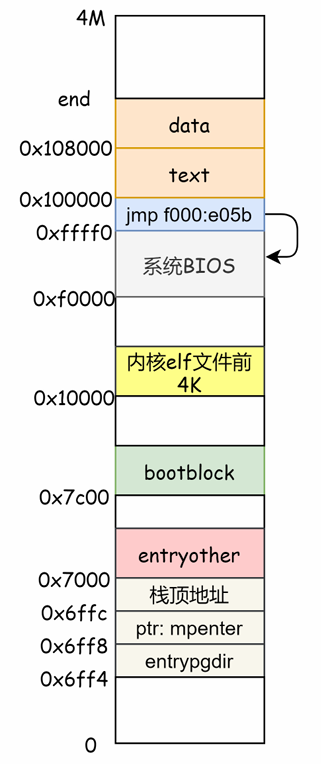 4M
end
data
0x108000
text
0x100000
jmp f000:e05b
0xffff0
系统BIOS
0xf0000
内核elf文件前
4K
0x10000
bootblock
0x7c00
entryother
0x7000
栈顶地址
0x6ffc
ptr: mpenter
0x6ff8
entrypgdir
0x6ff4
0